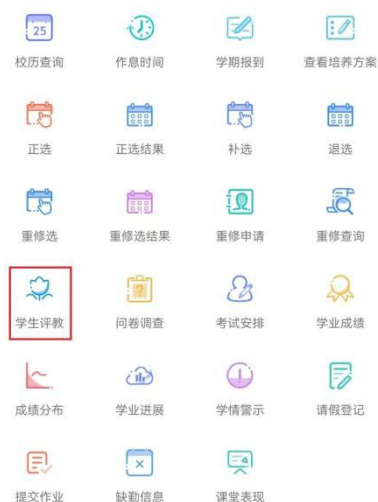 25
校历查询 作息时间 学期报到 查看培养方案
正选 正选结果 补选 退选
重修选 重修选结果 重修申请 重修查询
学生评教 问卷调查 考试安排 学业成绩
成绩分布 学业进展 学情警示 请假登记
提交作业 缺勤信息 课堂表现